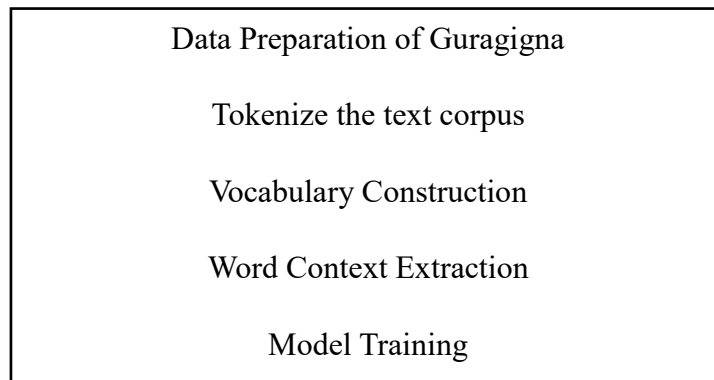 Data Preparation of Guragigna
Tokenize the text corpus
Vocabulary Construction
Word Context Extraction
Model Training